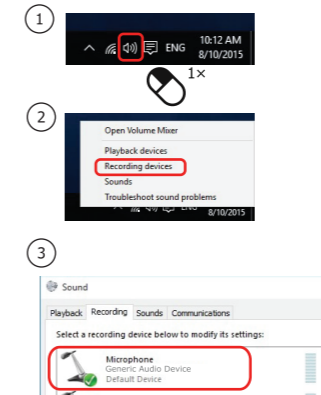 1
ENG 10:12 AM
8/10/2015
1×
2
Open Volume Mixer
Playback devices
Recording devices
Sounds
Troubleshoot sound problems
8/10/2015
3
Sound
Playback Recording Sounds Communications
Select a recording device below to modify its settings:
Microphone
Generic Audio Device
Default Device